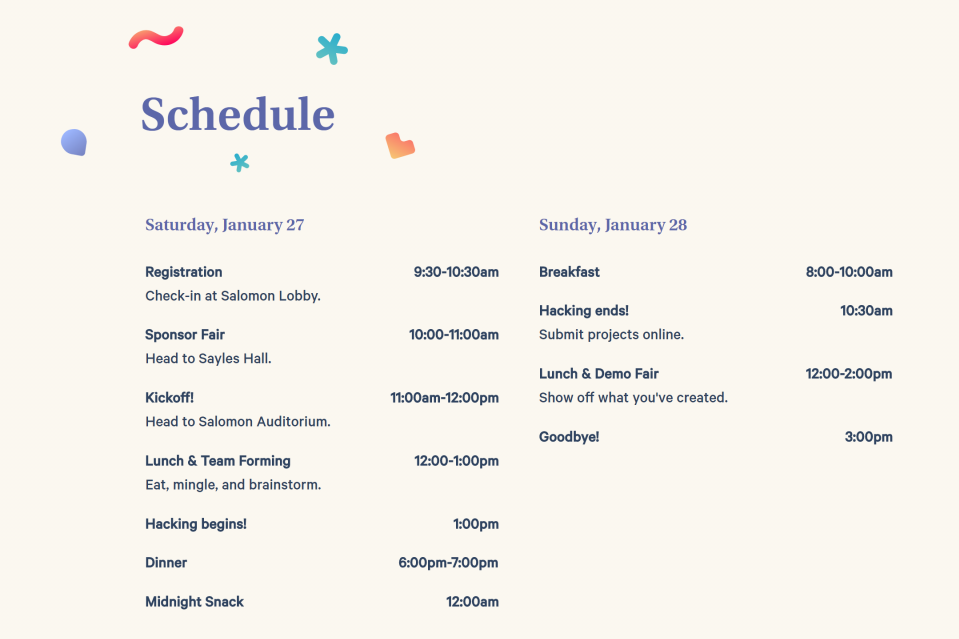 Schedule
Saturday, January 27
Registration 9:30-10:30am
Check-in at Salomon Lobby.
Sponsor Fair 10:00-11:00am
Head to Sayles Hall.
Kickoff! 11:00am-12:00pm
Head to Salomon Auditorium.
Lunch & Team Forming 12:00-1:00pm
Eat, mingle, and brainstorm.
Hacking begins! 1:00pm
Dinner 6:00pm-7:00pm
Midnight Snack 12:00am
Sunday, January 28
Breakfast 8:00-10:00am
Hacking ends! 10:30am
Submit projects online.
Lunch & Demo Fair 12:00-2:00pm
Show off what you've created.
Goodbye! 3:00pm